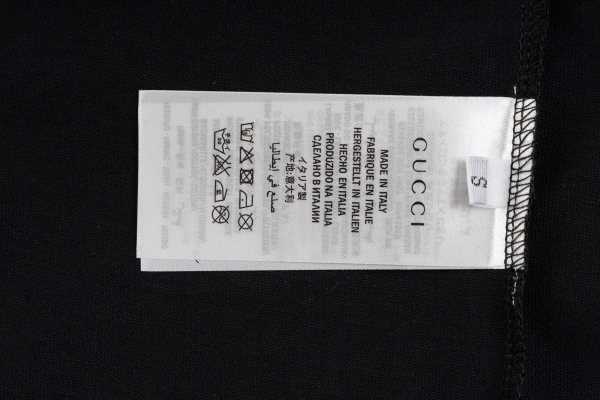 S
GUCCI
MADE IN ITALY
FABRIQUE EN ITALIE
HERGESTELLT IN ITALIEN
HECHO EN ITALIA
PRODUZIDO NA ITALIA
СДЕЛАНО В ИТАЛИИ
イタリア製
产地:意大利
صنع في إيطاليا